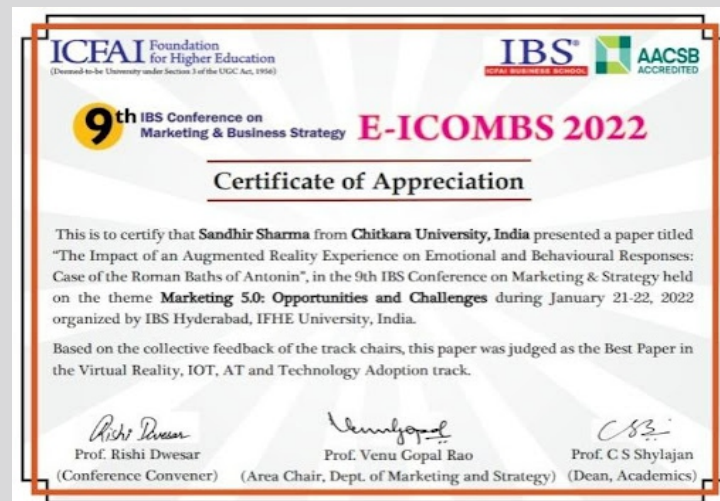 ICFAI Foundation for Higher Education
(Deemed-to-be University under Section 3 of the UGC Act, 1956)
IBS®
ICFAI BUSINESS SCHOOL
AACSB
ACCREDITED
9th IBS Conference on
Marketing & Business Strategy
E-ICOMBS 2022
Certificate of Appreciation
This is to certify that Sandhir Sharma from Chitkara University, India presented a paper titled
"The Impact of an Augmented Reality Experience on Emotional and Behavioural Responses:
Case of the Roman Baths of Antonin", in the 9th IBS Conference on Marketing & Strategy held
on the theme Marketing 5.0: Opportunities and Challenges during January 21-22, 2022
organized by IBS Hyderabad, IFHE University, India.
Based on the collective feedback of the track chairs, this paper was judged as the Best Paper in
the Virtual Reality, IOT, AT and Technology Adoption track.
Rishi Dwesar
Venugopal
Prof. Rishi Dwesar
(Conference Convener)
Prof. Venu Gopal Rao
(Area Chair, Dept. of Marketing and Strategy)
Prof. C S Shylajan
(Dean, Academics)